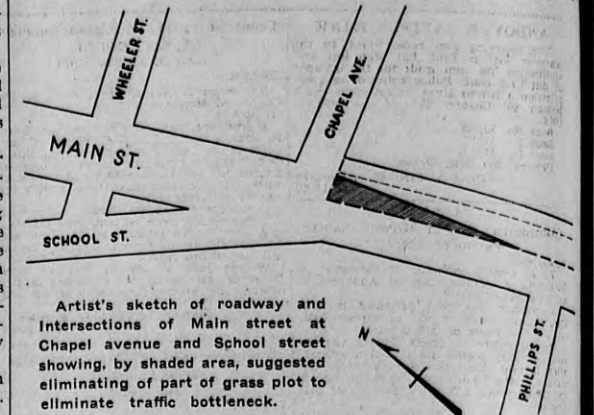 WHEELER ST.
CHAPEL AVE.
MAIN ST.
SCHOOL ST.
Artist's sketch of roadway and
Intersections of Main street at
Chapel avenue and School street
showing, by shaded area, suggested
eliminating of part of grass plot to
eliminate traffic bottleneck.
N
PHILLIPS ST.